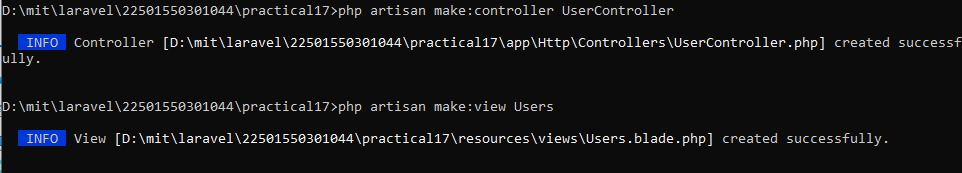 D:\mit\laravel\22501550301044\practical17>php artisan make:controller UserController
INFO Controller [D:\mit\laravel\22501550301044\practical17\app\Http\Controllers\UserController.php] created successf
ully.
D:\mit\laravel\22501550301044\practical17>php artisan make:view Users
INFO View [D:\mit\laravel\22501550301044\practical17\resources\views\Users.blade.php] created successfully.